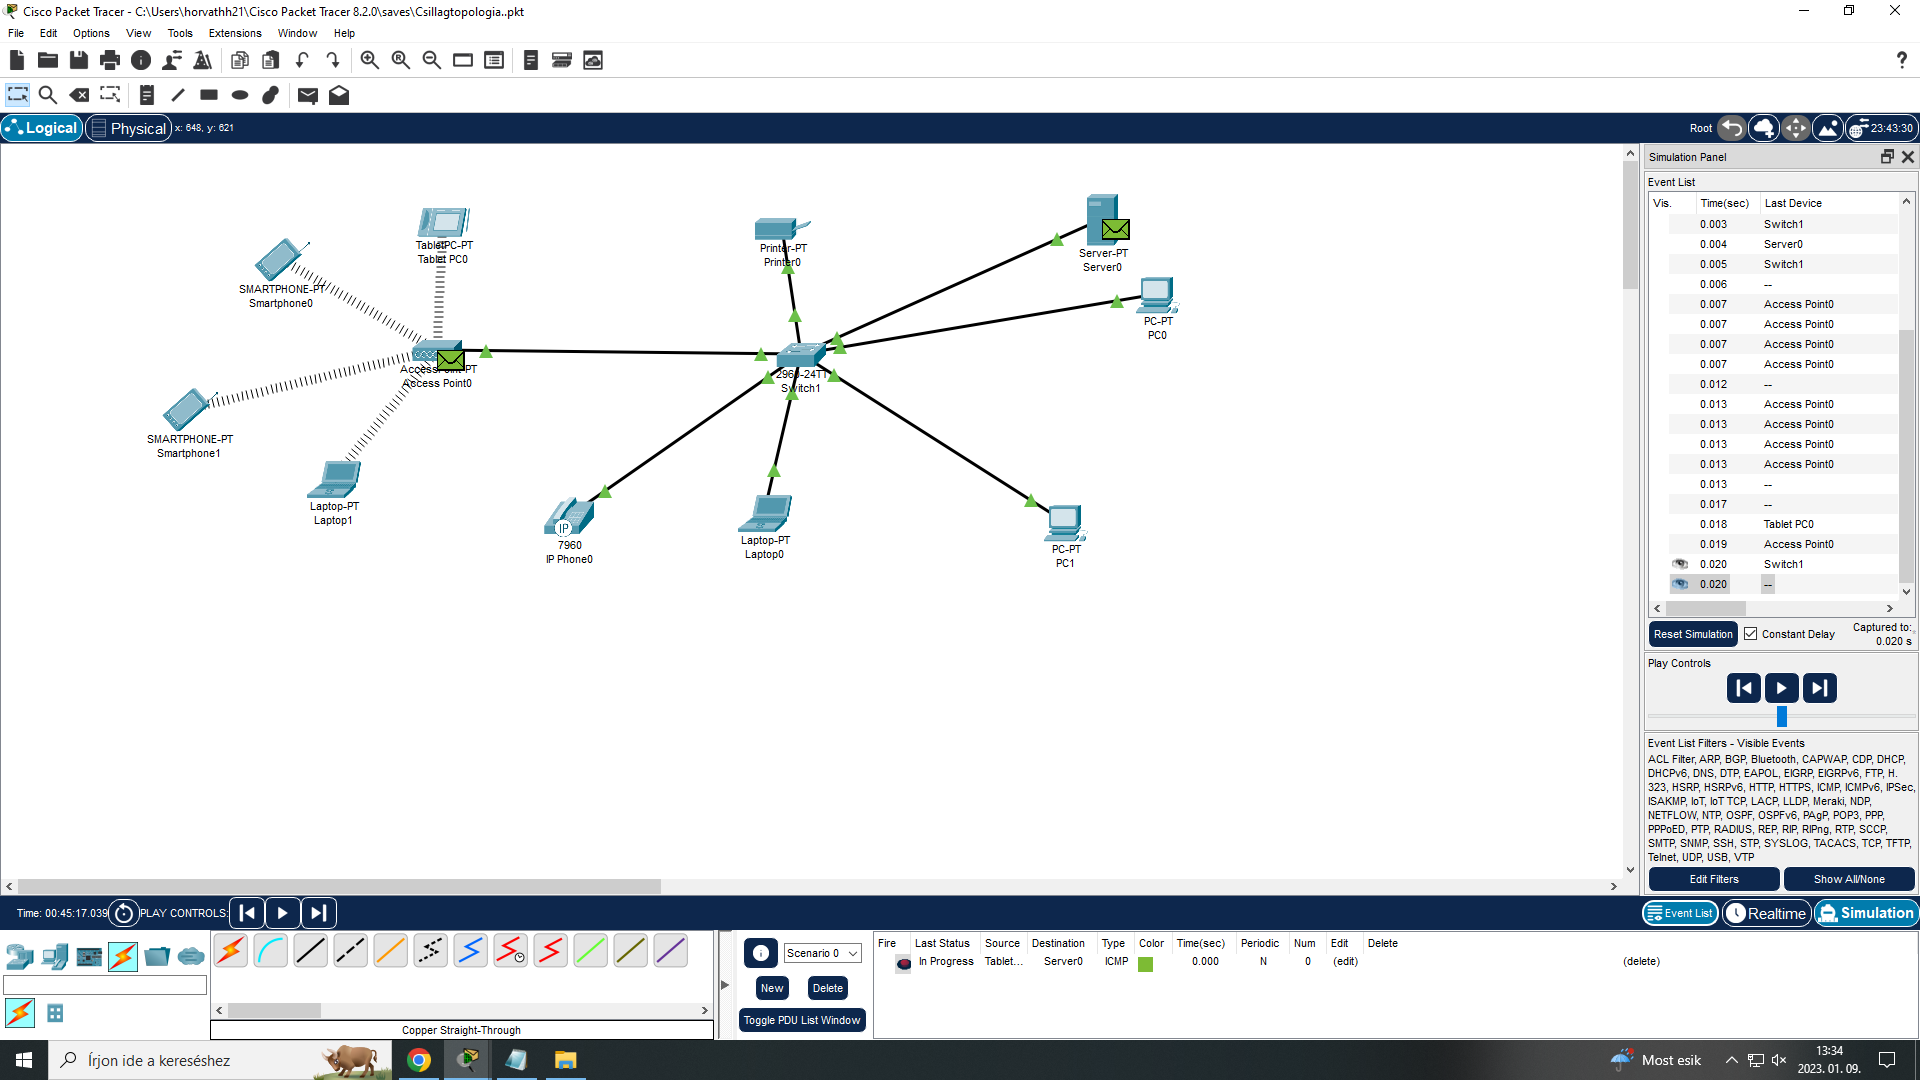 Cisco Packet Tracer - C:\Users\horvathh21\Cisco Packet Tracer 8.2.0\saves\Csillagtopologia..pkt
File Edit Options View Tools Extensions Window Help
Logical Physical x: 648, y: 621
Root 23:43:30
TabletPC-PT
Tablet PC0
SMARTPHONE-PT
Smartphone0
Printer-PT
Printer0
Server-PT
Server0
PC-PT
PC0
AccessPoint-PT
Access Point0
2960-24TT
Switch1
SMARTPHONE-PT
Smartphone1
Laptop-PT
Laptop1
IP
7960
IP Phone0
Laptop-PT
Laptop0
PC-PT
PC1
Simulation Panel
Event List
Vis. Time(sec) Last Device
0.003 Switch1
0.004 Server0
0.005 Switch1
0.006 --
0.007 Access Point0
0.007 Access Point0
0.007 Access Point0
0.007 Access Point0
0.012 --
0.013 Access Point0
0.013 Access Point0
0.013 Access Point0
0.013 Access Point0
0.013 --
0.017 --
0.018 Tablet PC0
0.019 Access Point0
0.020 Switch1
0.020 --
Reset Simulation Constant Delay Captured to:
0.020 s
Play Controls
Event List Filters - Visible Events
ACL Filter, ARP, BGP, Bluetooth, CAPWAP, CDP, DHCP,
DHCPv6, DNS, DTP, EAPOL, EIGRP, EIGRPv6, FTP, H.
323, HSRP, HSRPv6, HTTP, HTTPS, ICMP, ICMPv6, IPSec,
ISAKMP, IoT, IoT TCP, LACP, LLDP, Meraki, NDP,
NETFLOW, NTP, OSPF, OSPFv6, PAgP, POP3, PPP,
PPPoED, PTP, RADIUS, REP, RIP, RIPng, RTP, SCCP,
SMTP, SNMP, SSH, STP, SYSLOG, TACACS, TCP, TFTP,
Telnet, UDP, USB, VTP
Edit Filters Show All/None
Time: 00:45:17.039 PLAY CONTROLS:
Event List Realtime Simulation
Scenario 0
New Delete
Toggle PDU List Window
Fire Last Status Source Destination Type Color Time(sec) Periodic Num Edit Delete
In Progress Tablet... Server0 ICMP 0.000 N 0 (edit) (delete)
Copper Straight-Through
Írjon ide a kereséshez
Most esik
13:34
2023. 01. 09.